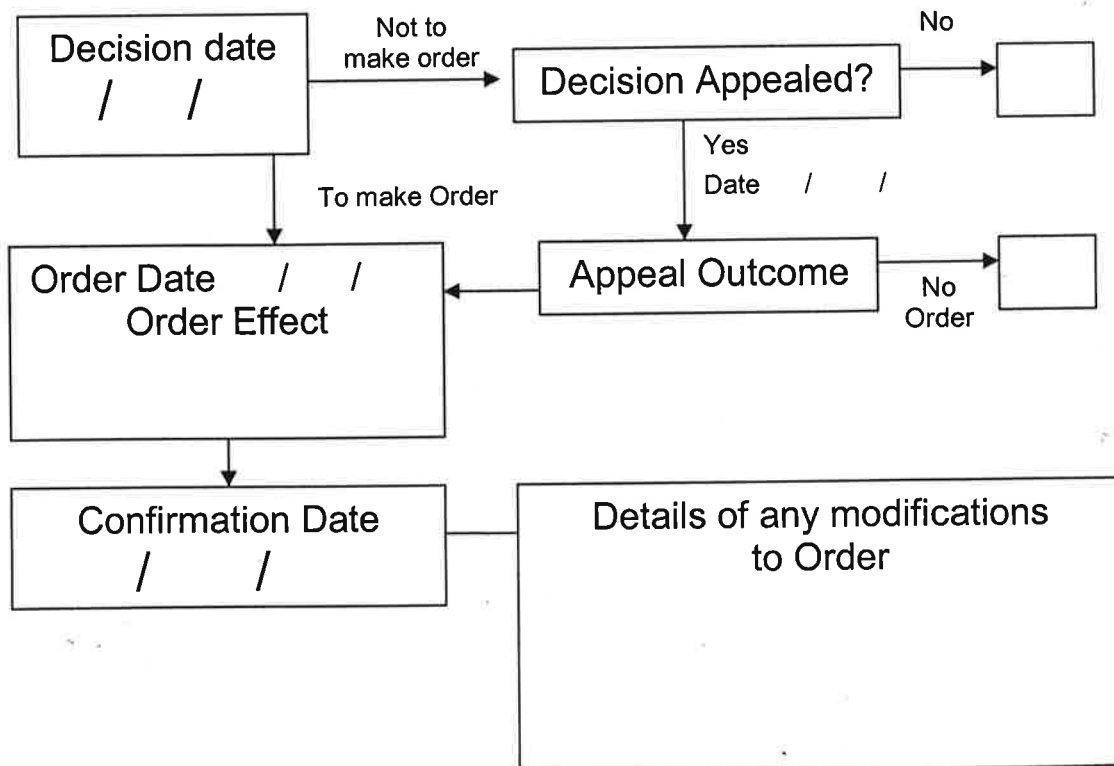 Decision date
/ /
Not to
make order
Decision Appealed?
No
Yes
Date / /
To make Order
Order Date / /
Order Effect
Appeal Outcome
No
Order
Confirmation Date
/ /
Details of any modifications
to Order